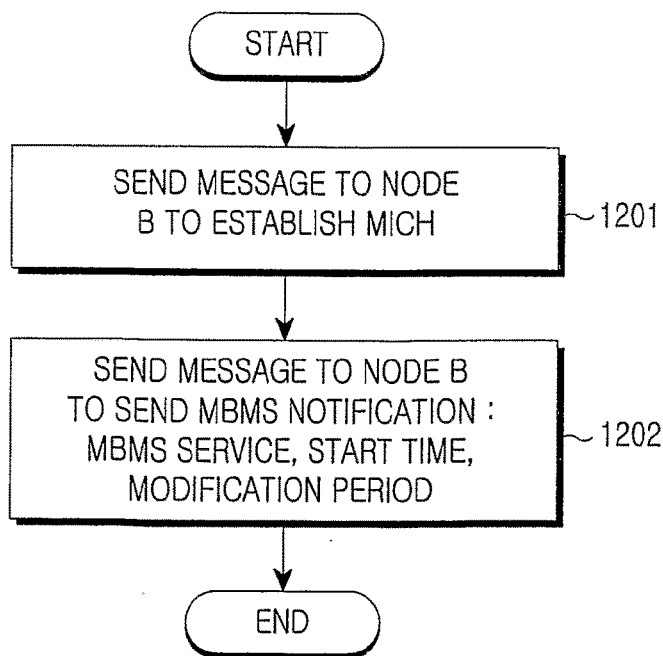 START
SEND MESSAGE TO NODE
B TO ESTABLISH MICH
1201
SEND MESSAGE TO NODE B
TO SEND MBMS NOTIFICATION :
MBMS SERVICE, START TIME,
MODIFICATION PERIOD
1202
END